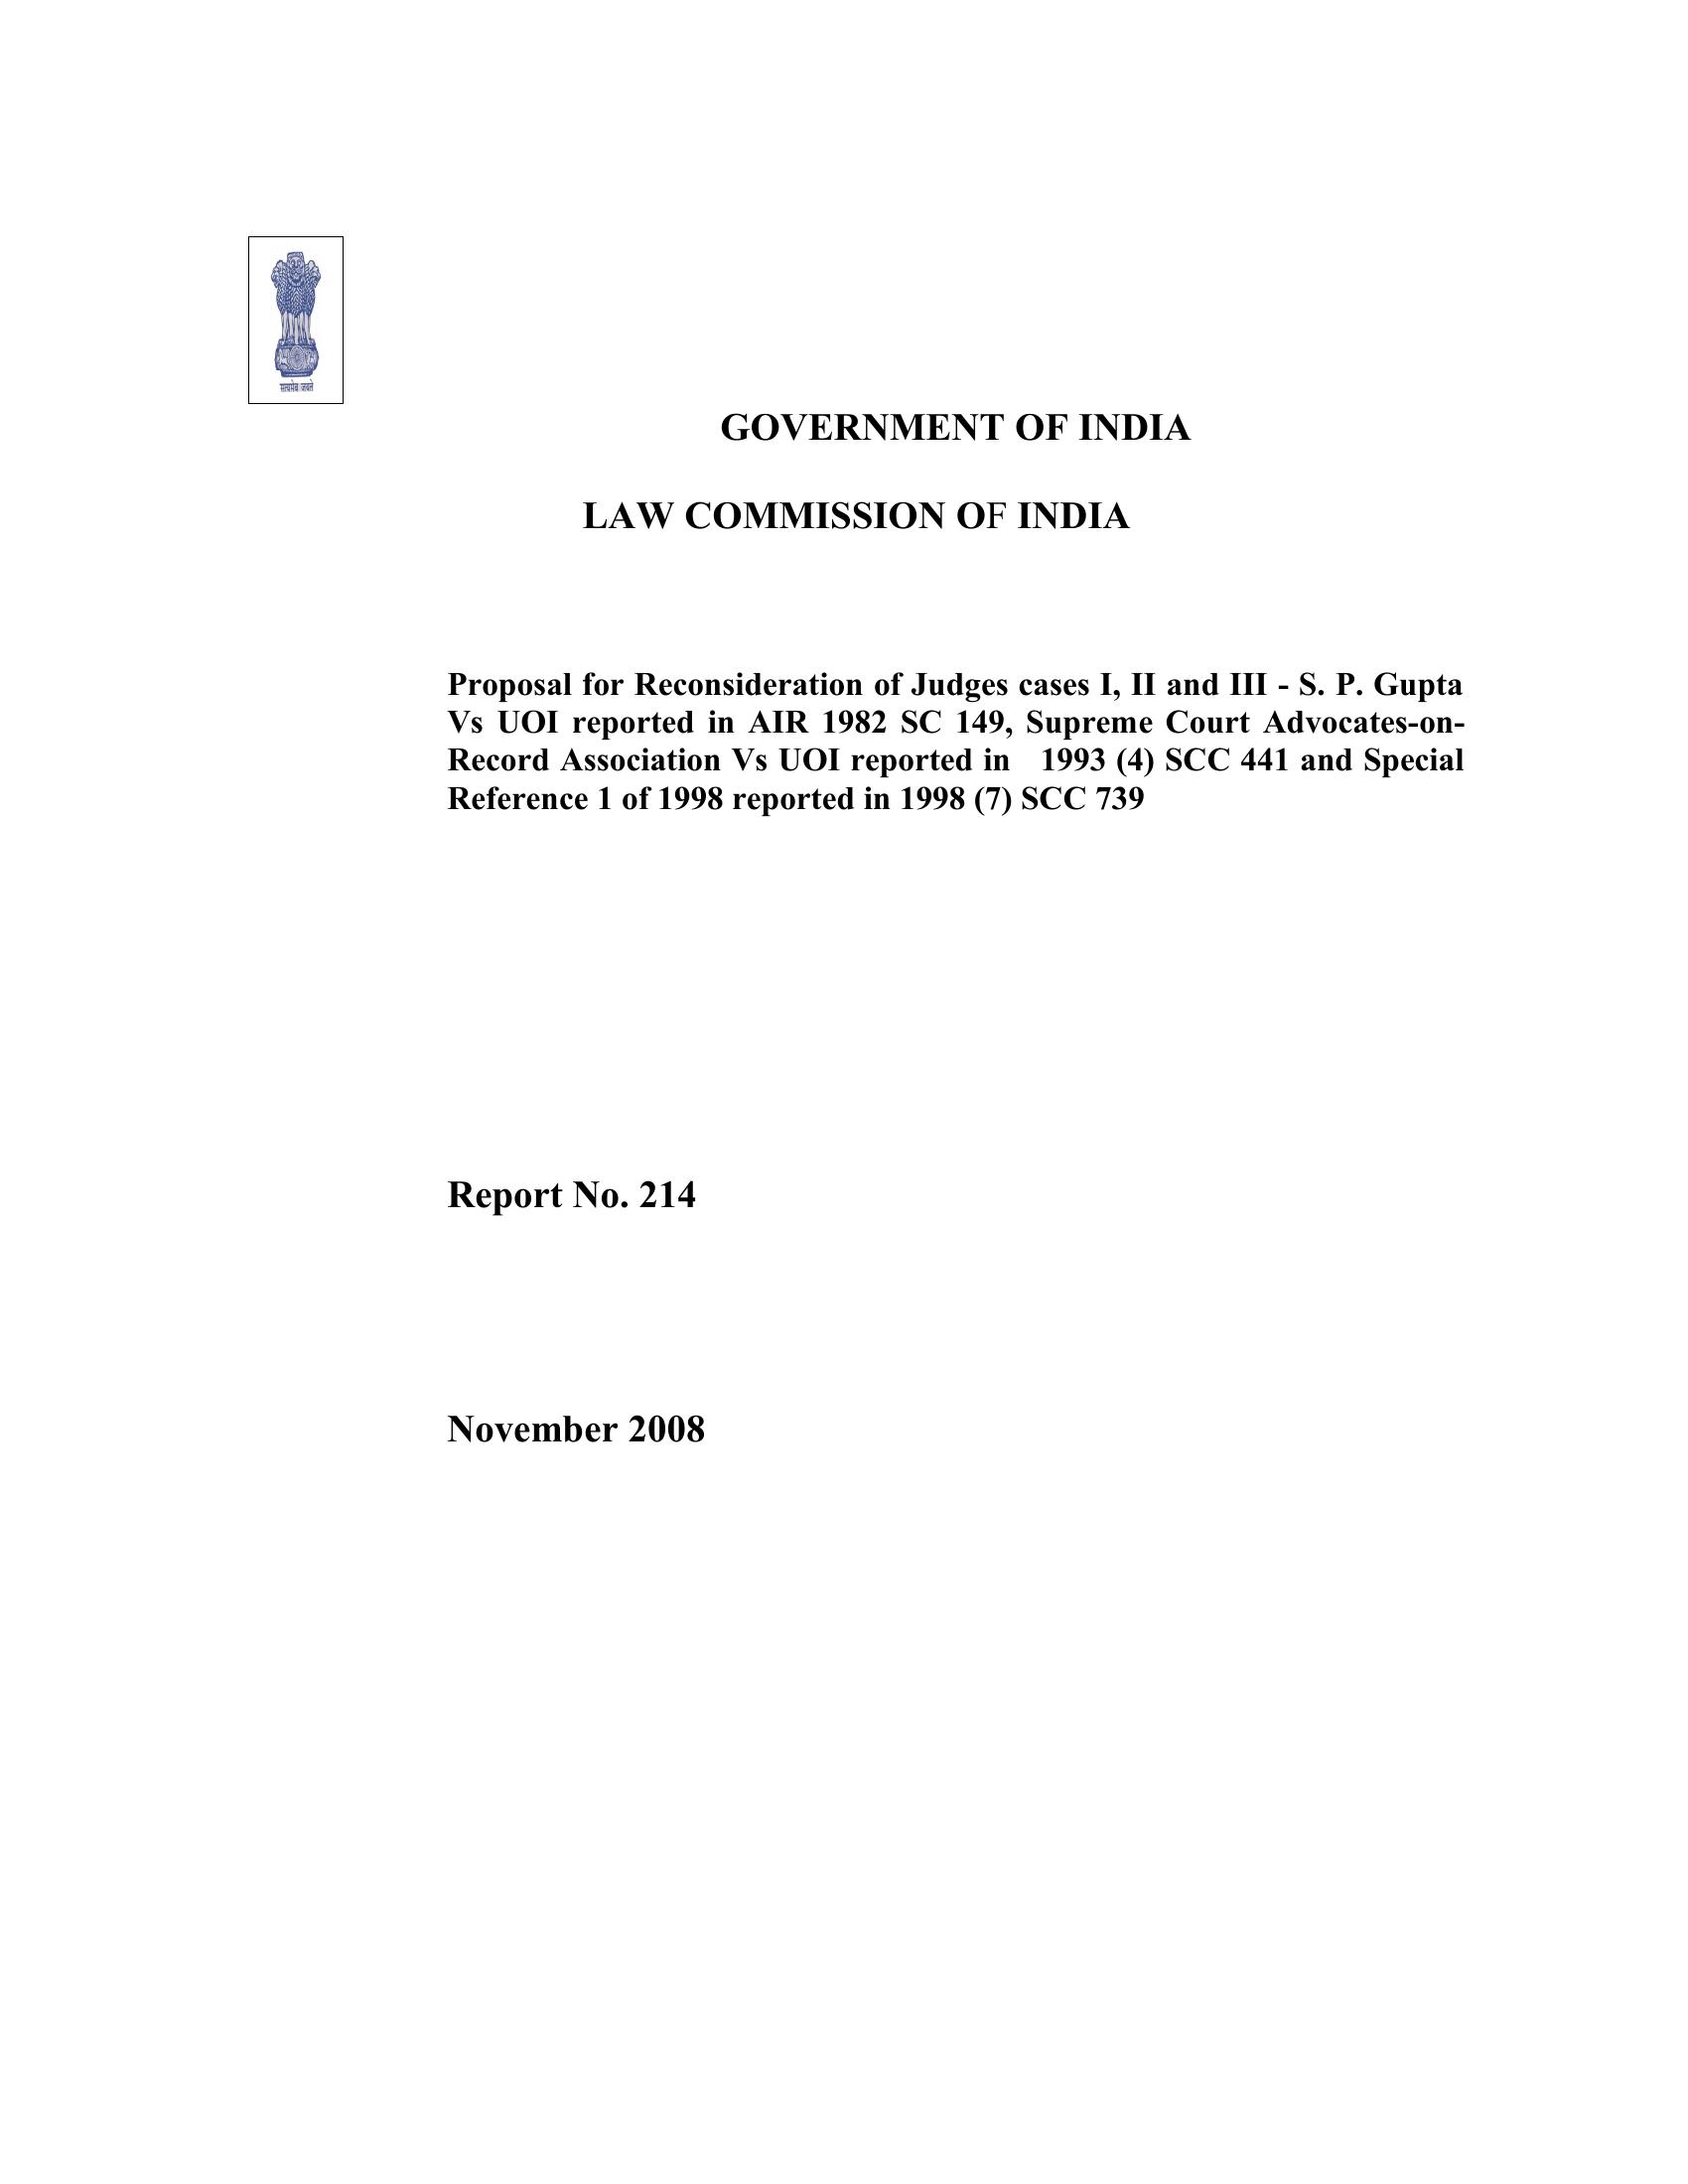 सत्यमेव जयते
GOVERNMENT OF INDIA
LAW COMMISSION OF INDIA
Proposal for Reconsideration of Judges cases I, II and III - S. P. Gupta
Vs UOI reported in AIR 1982 SC 149, Supreme Court Advocates-on-
Record Association Vs UOI reported in 1993 (4) SCC 441 and Special
Reference 1 of 1998 reported in 1998 (7) SCC 739
Report No. 214
November 2008